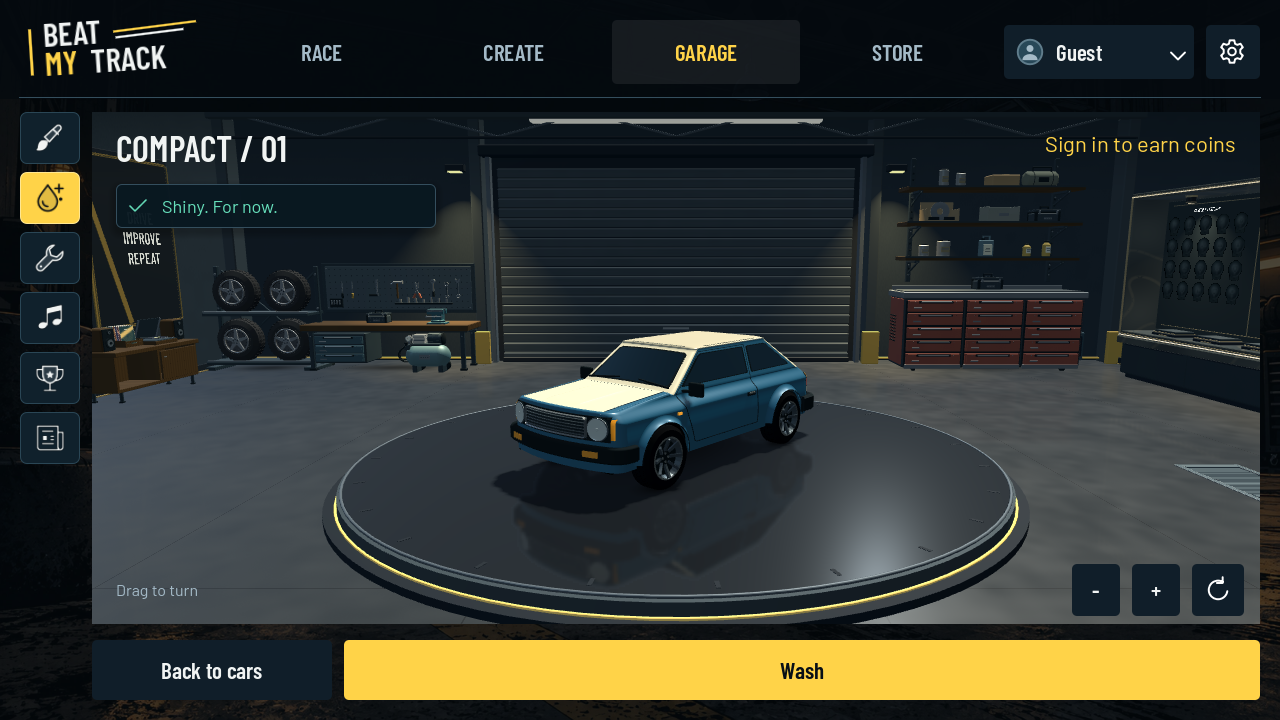 BEAT
MY TRACK
RACE
CREATE
GARAGE
STORE
Guest
COMPACT / 01
Sign in to earn coins
Shiny. For now.
IMPROVE
REPEAT
Drag to turn
-
+
Back to cars
Wash